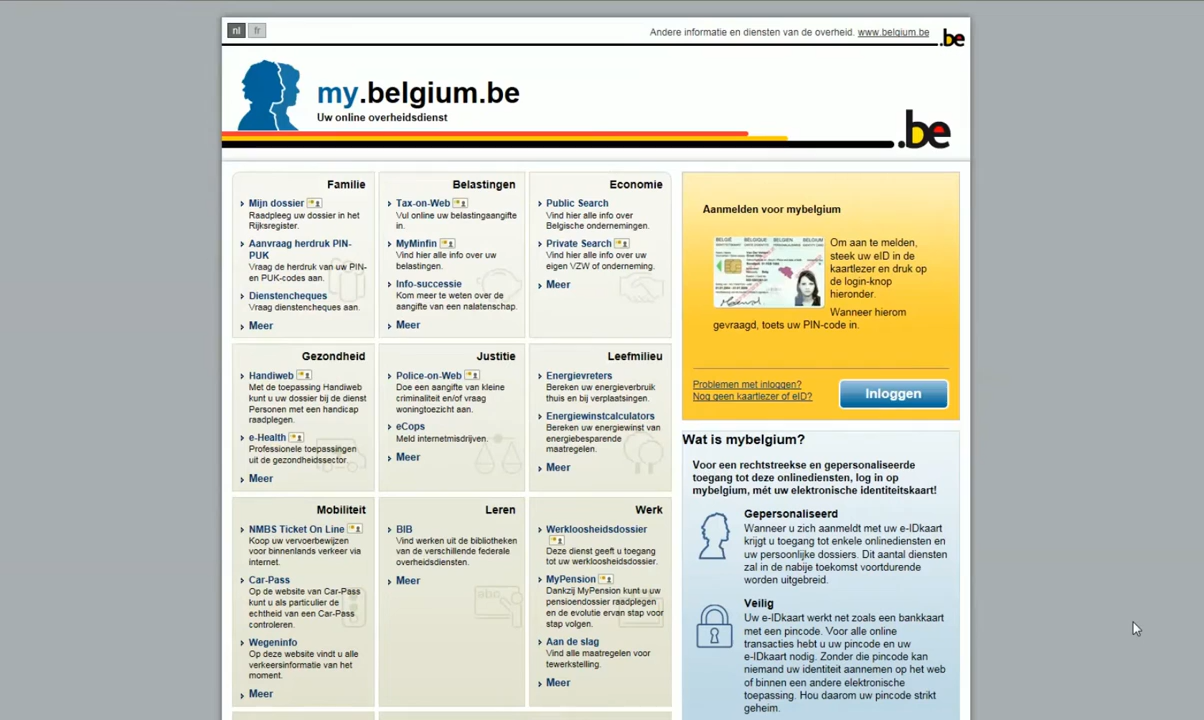 nl fr
Andere informatie en diensten van de overheid. www.belgium.be
.be
my.belgium.be
Uw online overheidsdienst
.be
Familie
Mijn dossier
Raadpleeg uw dossier in het
Rijksregister.
Aanvraag herdruk PIN-
PUK
Vraag de herdruk van uw PIN-
en PUK-codes aan.
Dienstencheques
Vraag dienstencheques aan.
Meer
Belastingen
Tax-on-Web
Vul online uw belastingaangifte
in.
MyMinfin
Vind hier alle info over uw
belastingen.
Info-successie
Kom meer te weten over de
aangifte van een nalatenschap.
Meer
Economie
Public Search
Vind hier alle info over
Belgische ondernemingen.
Private Search
Vind hier alle info over uw
eigen VZW of onderneming.
Meer
Gezondheid
Handiweb
Met de toepassing Handiweb
kunt u uw dossier bij de dienst
Personen met een handicap
raadplegen.
e-Health
Professionele toepassingen
uit de gezondheidssector.
Meer
Justitie
Police-on-Web
Doe een aangifte van kleine
criminaliteit en/of vraag
woningtoezicht aan.
eCops
Meld internetmisdrijven.
Meer
Leefmilieu
Energievreters
Bereken uw energieverbruik
thuis en bij verplaatsingen.
Energiewinstcalculators
Bereken uw energiewinst van
energiebesparende
maatregelen.
Meer
Mobiliteit
NMBS Ticket On Line
Koop uw vervoerbewijzen
voor binnenlands verkeer via
internet.
Car-Pass
Op de website van Car-Pass
kunt u als particulier de
echtheid van een Car-Pass
controleren.
Wegeninfo
Op deze website vindt u alle
verkeersinformatie van het
moment.
Meer
Leren
BIB
Vind werken uit de bibliotheken
van de verschillende federale
overheidsdiensten.
Meer
abc
Werk
Werkloosheidsdossier
Deze dienst geeft u toegang
tot uw werkloosheidsdossier.
MyPension
Dankzij MyPension kunt u uw
pensioendossier raadplegen
en de evolutie ervan stap voor
stap volgen.
Aan de slag
Vind alle maatregelen voor
tewerkstelling.
Meer
Aanmelden voor mybelgium
BELGIË BELGIQUE BELGIEN BELGIUM
Om aan te melden,
steek uw eID in de
kaartlezer en druk op
de login-knop
hieronder.
Wanneer hierom
gevraagd, toets uw PIN-code in.
Problemen met inloggen?
Nog geen kaartlezer of eID?
Inloggen
Wat is mybelgium?
Voor een rechtstreekse en gepersonaliseerde
toegang tot deze onlinediensten, log in op
mybelgium, mét uw elektronische identiteitskaart!
Gepersonaliseerd
Wanneer u zich aanmeldt met uw e-IDkaart
krijgt u toegang tot enkele onlinediensten en
uw persoonlijke dossiers. Dit aantal diensten
zal in de nabije toekomst voortdurende
worden uitgebreid.
Veilig
Uw e-IDkaart werkt net zoals een bankkaart
met een pincode. Voor alle online
transacties hebt u uw pincode en uw
e-IDkaart nodig. Zonder die pincode kan
niemand uw identiteit aannemen op het web
of binnen een andere elektronische
toepassing. Hou daarom uw pincode strikt
geheim.